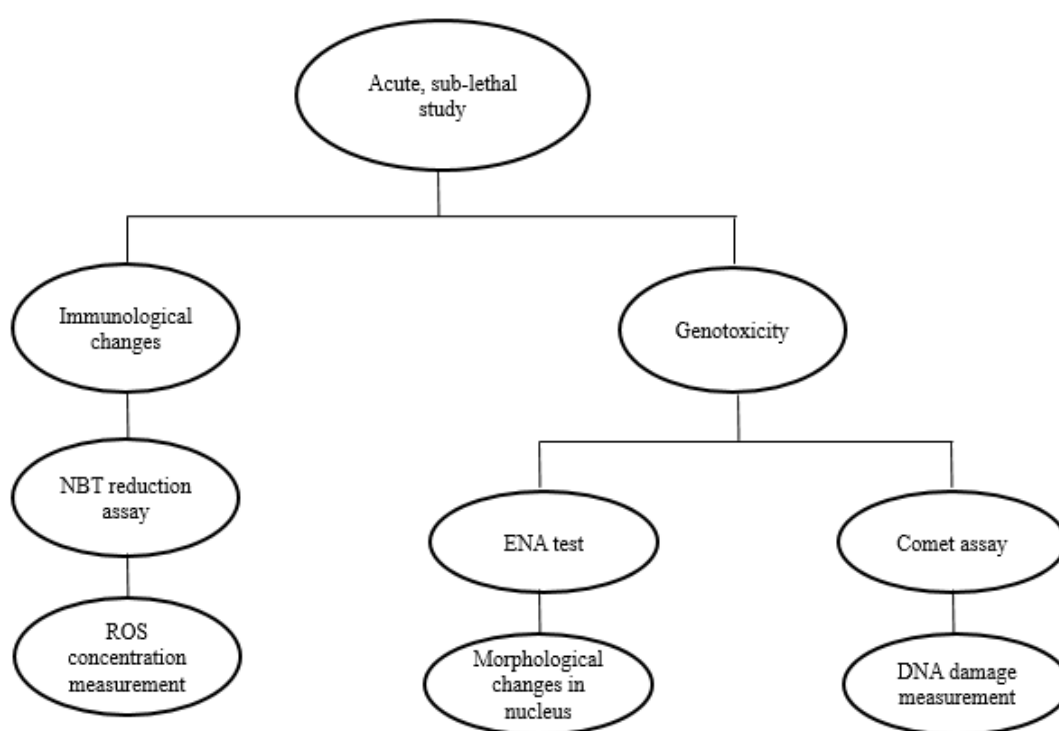 Acute, sub-lethal
study
Immunological
changes
Genotoxicity
NBT reduction
assay
ENA test
Comet assay
ROS
concentration
measurement
Morphological
changes in
nucleus
DNA damage
measurement